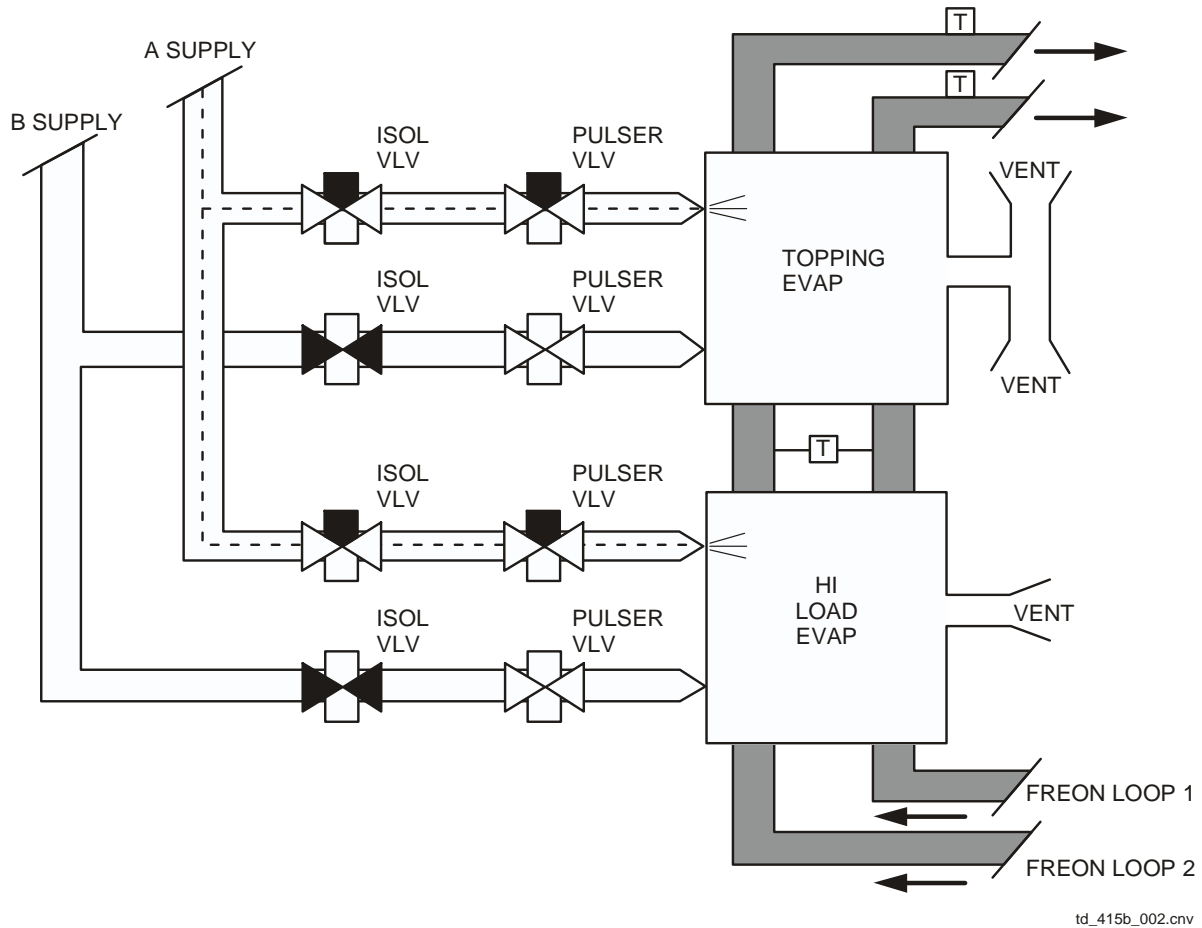 T
A SUPPLY
T
B SUPPLY
ISOL
VLV
PULSER
VLV
VENT
TOPPING
EVAP
ISOL
VLV
PULSER
VLV
VENT
T
ISOL
VLV
PULSER
VLV
HI
LOAD
EVAP
VENT
ISOL
VLV
PULSER
VLV
FREON LOOP 1
FREON LOOP 2
td_415b_002.cnv